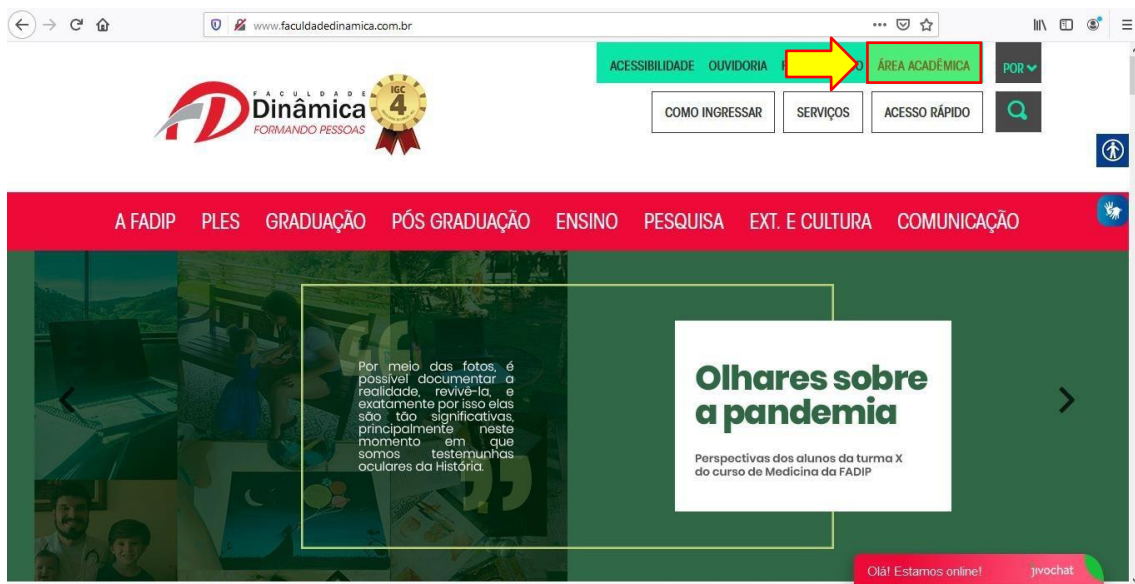 www.faculdadedinamica.com.br
ACESSIBILIDADE OUVIDORIA ÁREA ACADÊMICA POR
FACULDADE
Dinâmica
FORMANDO PESSOAS
IGC
4
COMO INGRESSAR SERVIÇOS ACESSO RÁPIDO
A FADIP PLES GRADUAÇÃO PÓS GRADUAÇÃO ENSINO PESQUISA EXT. E CULTURA COMUNICAÇÃO
Por meio das fotos, é
possível documentar a
realidade, revivê-la, e
exatamente por isso elas
são tão significativas,
principalmente neste
momento em que
somos testemunhas
oculares da História.
Olhares sobre
a pandemia
Perspectivas dos alunos da turma X
do curso de Medicina da FADIP
Olá! Estamos online! jivochat